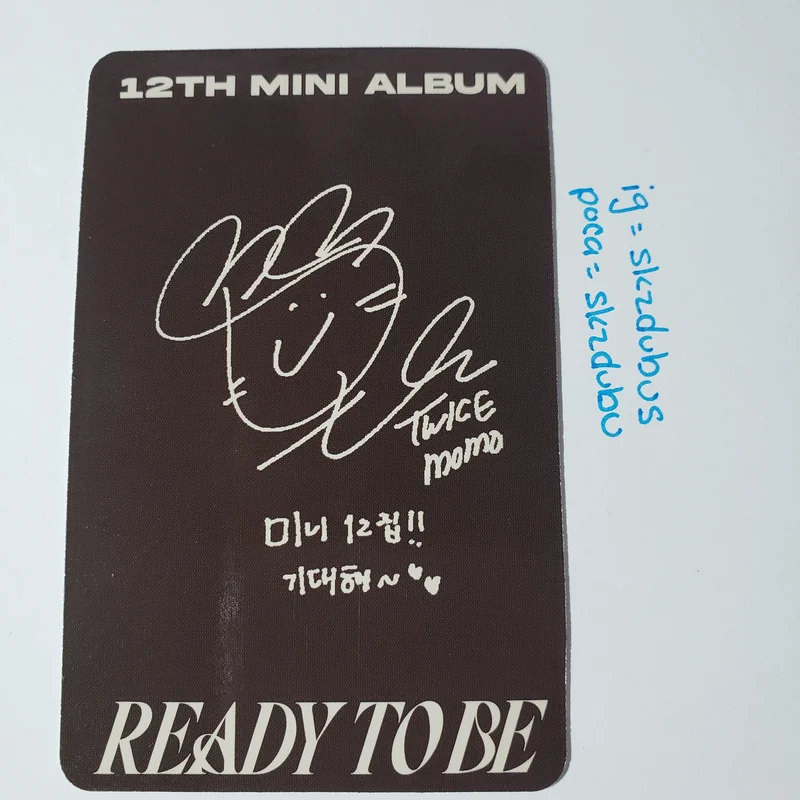 12TH MINI ALBUM
TWICE
MOMO
미니 12집!!
기대해~ ♥♥
READY TO BE
ig = skzdubus
poca = skzdubu